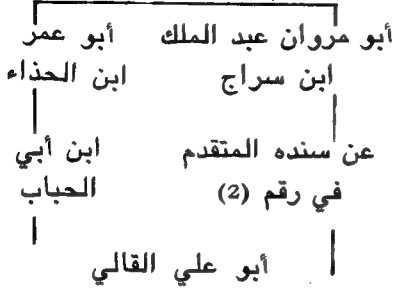 أبو مروان عبد الملك أبو عمر
ابن سراج ابن الحذاء
عن سنده المتقدم ابن أبي
في رقم (2) الحباب
أبو علي القالي